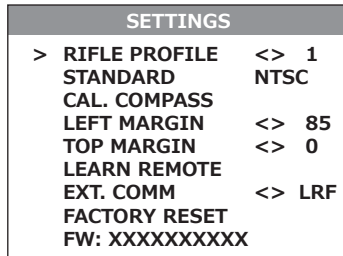 SETTINGS
> RIFLE PROFILE <> 1
STANDARD NTSC
CAL. COMPASS
LEFT MARGIN <> 85
TOP MARGIN <> 0
LEARN REMOTE
EXT. COMM <> LRF
FACTORY RESET
FW: XXXXXXXXXX